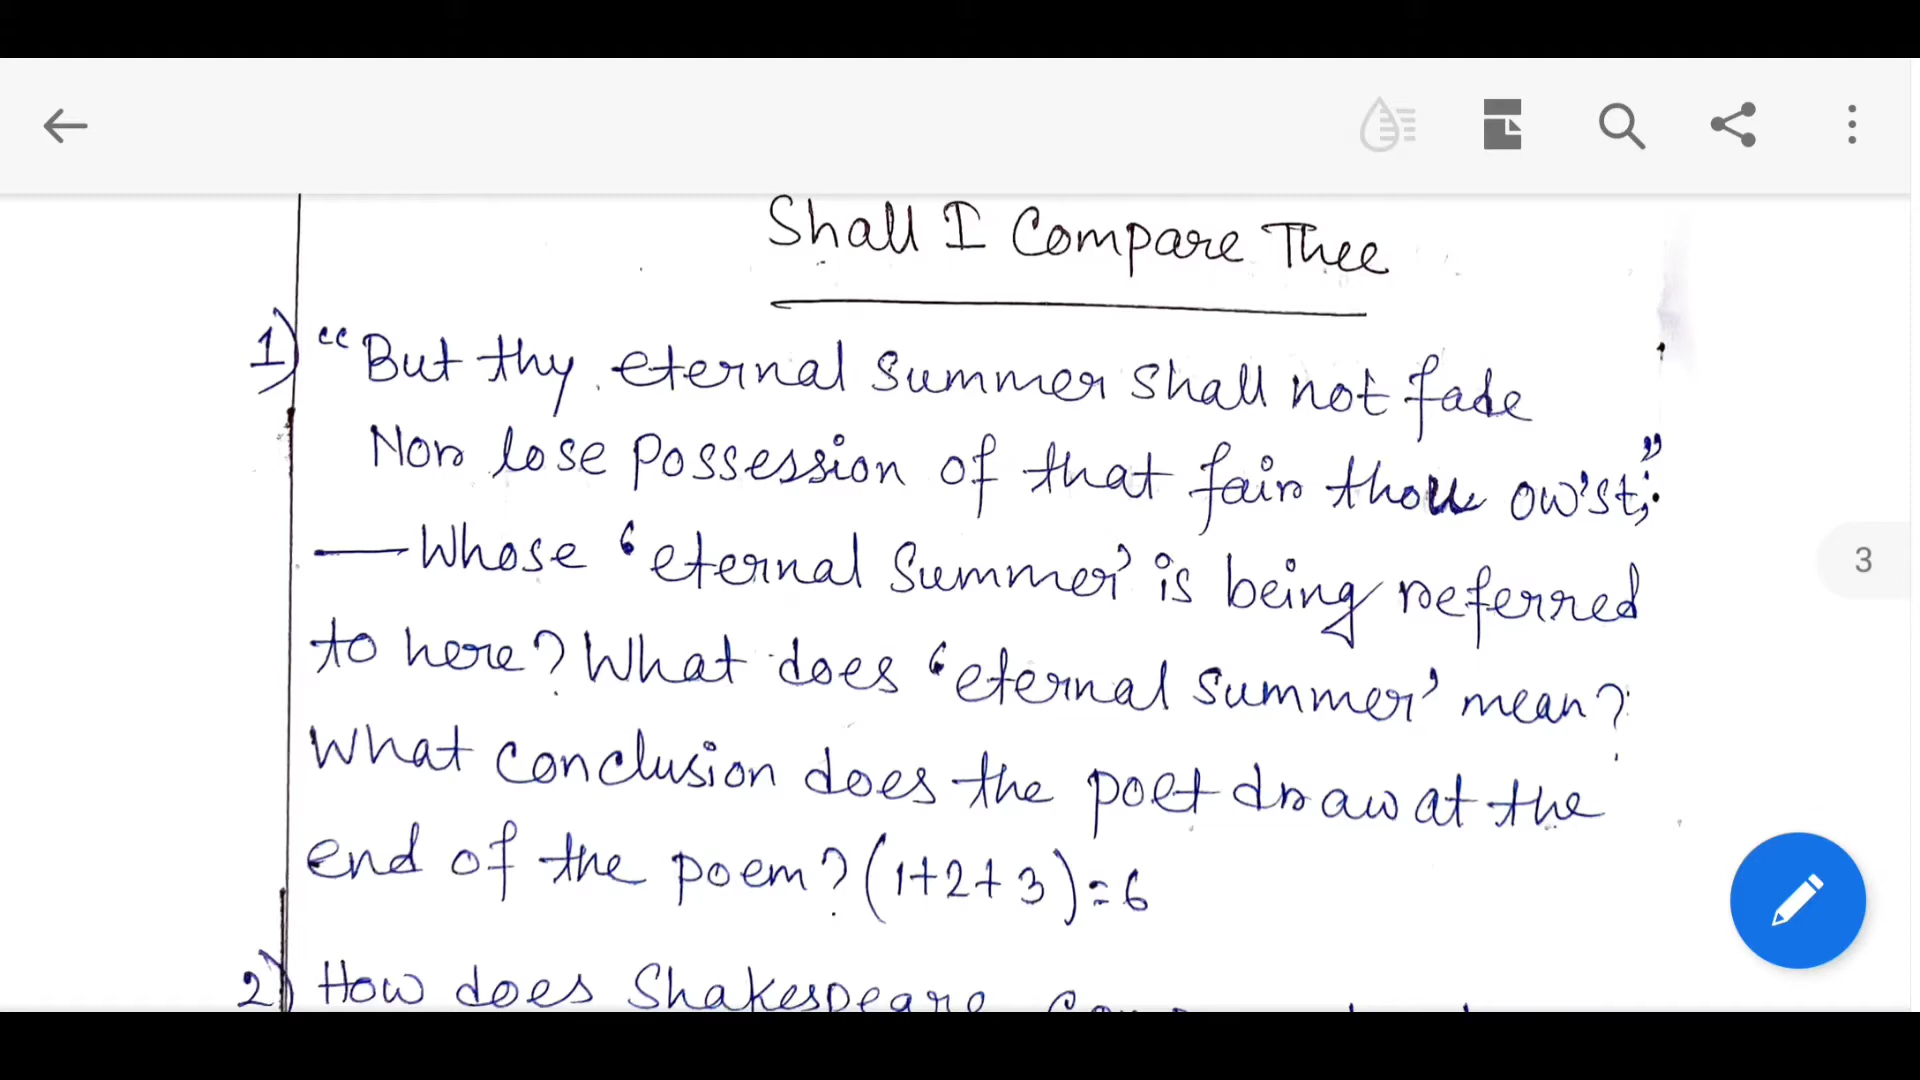 Shall I Compare Thee
1) "But thy eternal summer shall not fade
Nor lose possession of that fair thou ow'st;"
— Whose 'eternal summer' is being referred
to here? What does 'eternal summer' mean?
What conclusion does the poet draw at the
end of the poem? (1+2+3)=6
3
2) How does Shakespeare